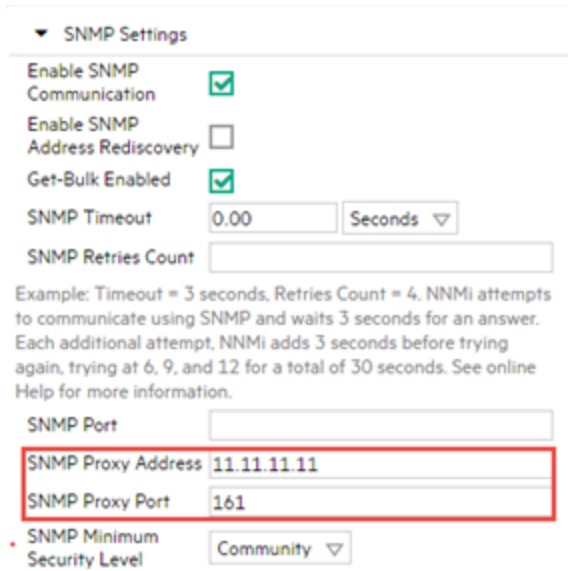 SNMP Settings
Enable SNMP
Communication
Enable SNMP
Address Rediscovery
Get-Bulk Enabled
SNMP Timeout 0.00 Seconds
SNMP Retries Count
Example: Timeout = 3 seconds, Retries Count = 4. NNMi attempts
to communicate using SNMP and waits 3 seconds for an answer.
Each additional attempt, NNMi adds 3 seconds before trying
again, trying at 6, 9, and 12 for a total of 30 seconds. See online
Help for more information.
SNMP Port
SNMP Proxy Address 11.11.11.11
SNMP Proxy Port 161
SNMP Minimum
Security Level Community